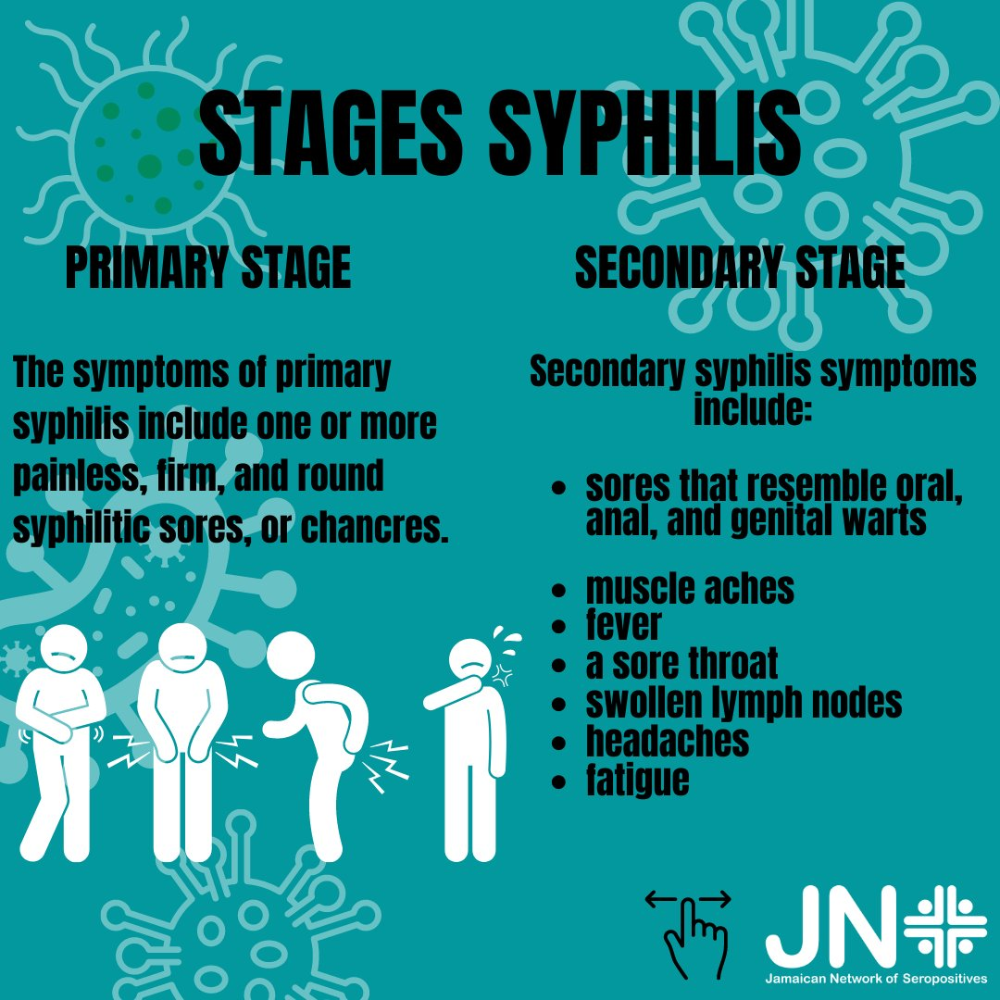 STAGES SYPHILIS
PRIMARY STAGE
The symptoms of primary
syphilis include one or more
painless, firm, and round
syphilitic sores, or chancres.
SECONDARY STAGE
Secondary syphilis symptoms
include:
• sores that resemble oral,
anal, and genital warts
• muscle aches
• fever
• a sore throat
• swollen lymph nodes
• headaches
• fatigue
JN
Jamaican Network of Seropositives